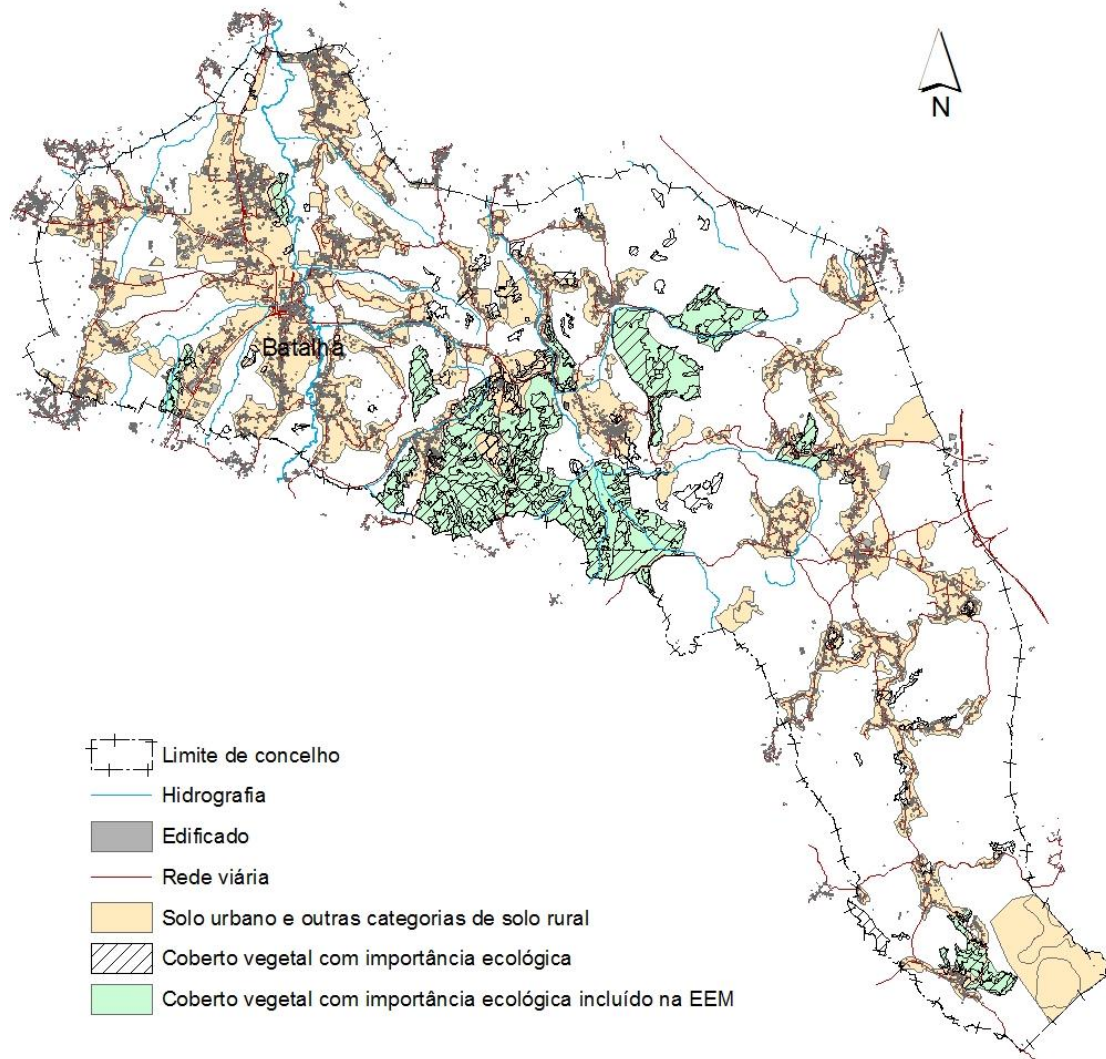 N
Batalha
Limite de concelho
Hidrografia
Edificado
Rede viária
Solo urbano e outras categorias de solo rural
Coberto vegetal com importância ecológica
Coberto vegetal com importância ecológica incluído na EEM